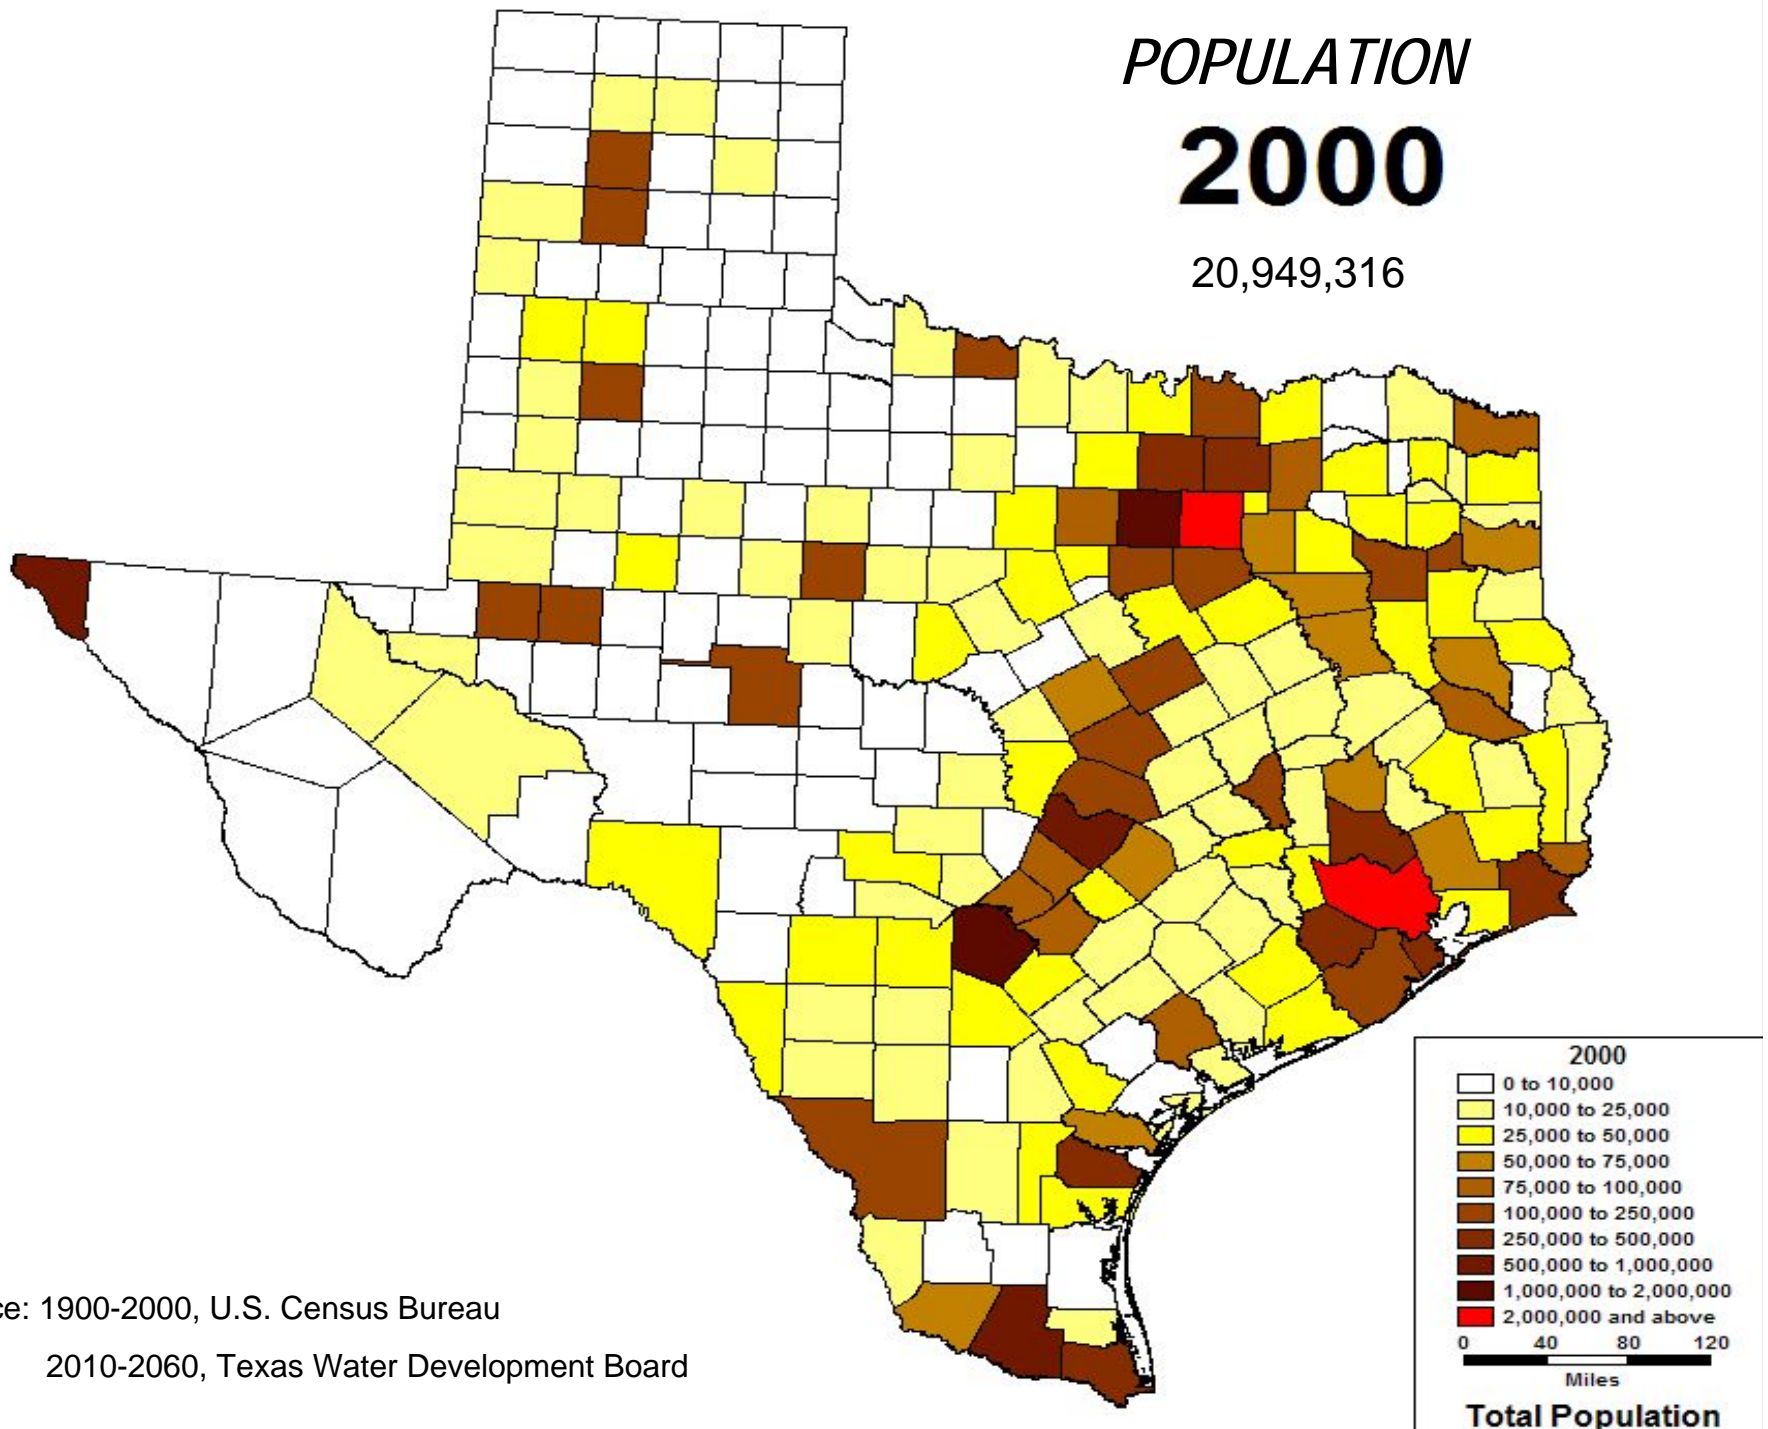 POPULATION
2000
20,949,316
2000
0 to 10,000
10,000 to 25,000
25,000 to 50,000
50,000 to 75,000
75,000 to 100,000
100,000 to 250,000
250,000 to 500,000
500,000 to 1,000,000
1,000,000 to 2,000,000
2,000,000 and above
0 40 80 120
Miles
Total Population
ce: 1900-2000, U.S. Census Bureau
2010-2060, Texas Water Development Board